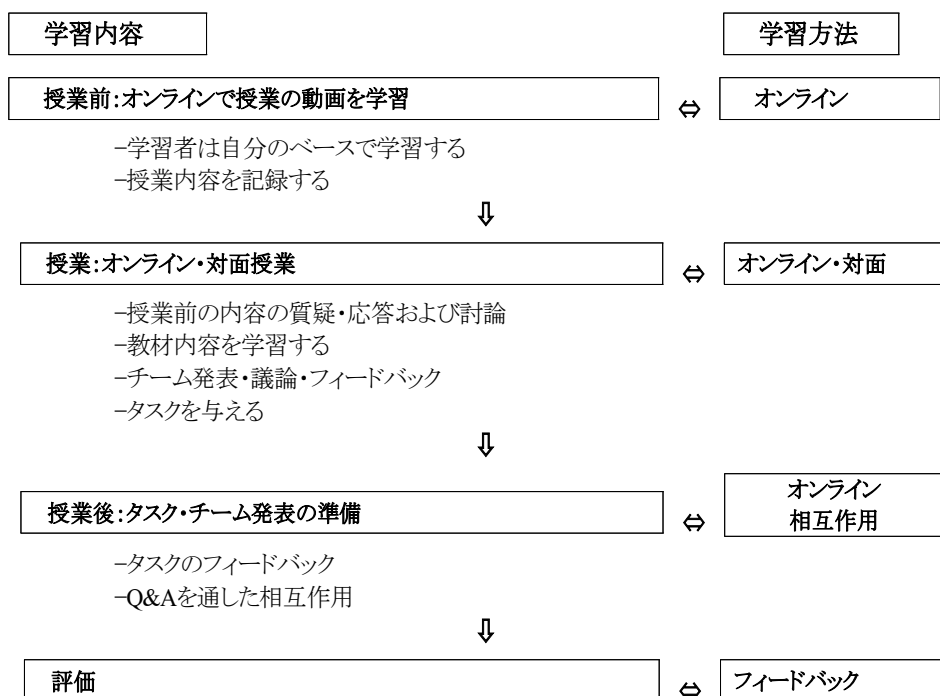 学習内容
学習方法
授業前:オンラインで授業の動画を学習
⇔
オンライン
−学習者は自分のベースで学習する
−授業内容を記録する
⇩
授業:オンライン・対面授業
⇔
オンライン・対面
−授業前の内容の質疑・応答および討論
−教材内容を学習する
−チーム発表・議論・フィードバック
−タスクを与える
⇩
授業後:タスク・チーム発表の準備
⇔
オンライン
相互作用
−タスクのフィードバック
−Q&Aを通した相互作用
⇩
評価
⇔
フィードバック